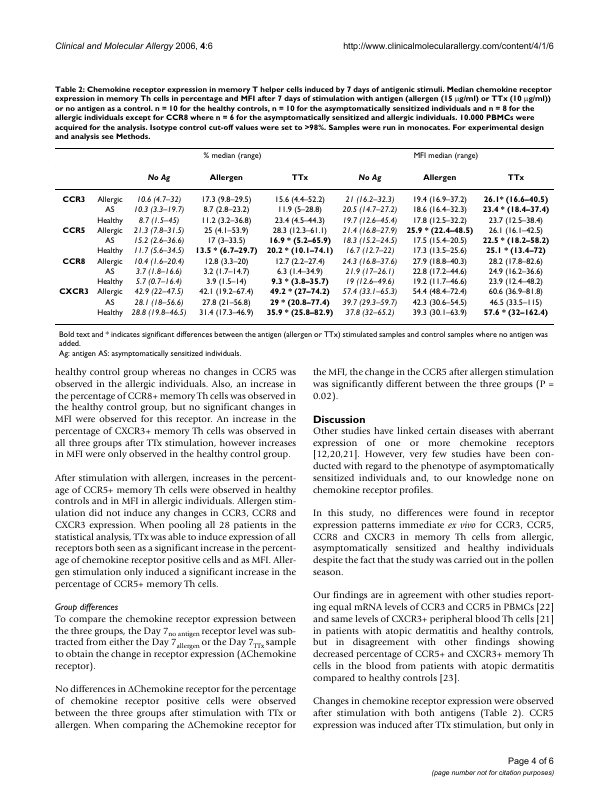 Clinical and Molecular Allergy 2006, 4:6
http://www.clinicalmolecularallergy.com/content/4/1/6
Table 2: Chemokine receptor expression in memory T helper cells induced by 7 days of antigenic stimuli. Median chemokine receptor
expression in memory Th cells in percentage and MFI after 7 days of stimulation with antigen (allergen (15 μg/ml) or TTx (10 μg/ml))
or no antigen as a control. n = 10 for the healthy controls, n = 10 for the asymptomatically sensitized individuals and n = 8 for the
allergic individuals except for CCR8 where n = 6 for the asymptomatically sensitized and allergic individuals. 10.000 PBMCs were
acquired for the analysis. Isotype control cut-off values were set to >98%. Samples were run in monocates. For experimental design
and analysis see Methods.
% median (range) MFI median (range)
No Ag Allergen TTx No Ag Allergen TTx
CCR3 Allergic 10.6 (4.7–32) 17.3 (9.8–29.5) 15.6 (4.4–52.2) 21 (16.2–32.3) 19.4 (16.9–37.2) 26.1* (16.6–40.5)
AS 10.3 (3.3–19.7) 8.7 (2.8–23.2) 11.9 (5–28.8) 20.5 (14.7–27.2) 18.6 (16.4–32.3) 23.4 * (18.4–37.4)
Healthy 8.7 (1.5–45) 11.2 (3.2–36.8) 23.4 (4.5–44.3) 19.7 (12.6–45.4) 17.8 (12.5–32.2) 23.7 (12.5–38.4)
CCR5 Allergic 21.3 (7.8–31.5) 25 (4.1–53.9) 28.3 (12.3–61.1) 21.4 (16.8–27.9) 25.9 * (22.4–48.5) 26.1 (16.1–42.5)
AS 15.2 (2.6–36.6) 17 (3–33.5) 16.9 * (5.2–65.9) 18.3 (15.2–24.5) 17.5 (15.4–20.5) 22.5 * (18.2–58.2)
Healthy 11.7 (5.6–34.5) 13.5 * (6.7–29.7) 20.2 * (10.1–74.1) 16.7 (12.7–22) 17.3 (13.5–25.6) 25.1 * (13.4–72)
CCR8 Allergic 10.4 (1.6–20.4) 12.8 (3.3–20) 12.7 (2.2–27.4) 24.3 (16.8–37.6) 27.9 (18.8–40.3) 28.2 (17.8–82.6)
AS 3.7 (1.8–16.6) 3.2 (1.7–14.7) 6.3 (1.4–34.9) 21.9 (17–26.1) 22.8 (17.2–44.6) 24.9 (16.2–36.6)
Healthy 5.7 (0.7–16.4) 3.9 (1.5–14) 9.3 * (3.8–35.7) 19 (12.6–49.6) 19.2 (11.7–46.6) 23.9 (12.4–48.2)
CXCR3 Allergic 42.9 (22–47.5) 42.1 (19.2–67.4) 49.2 * (27–74.2) 57.4 (33.1–65.3) 54.4 (48.4–72.4) 60.6 (36.9–81.8)
AS 28.1 (18–56.6) 27.8 (21–56.8) 29 * (20.8–77.4) 39.7 (29.3–59.7) 42.3 (30.6–54.5) 46.5 (33.5–115)
Healthy 28.8 (19.8–46.5) 31.4 (17.3–46.9) 35.9 * (25.8–82.9) 37.8 (32–65.2) 39.3 (30.1–63.9) 57.6 * (32–162.4)
Bold text and * indicates significant differences between the antigen (allergen or TTx) stimulated samples and control samples where no antigen was
added.
Ag: antigen AS: asymptomatically sensitized individuals.
healthy control group whereas no changes in CCR5 was
observed in the allergic individuals. Also, an increase in
the percentage of CCR8+ memory Th cells was observed in
the healthy control group, but no significant changes in
MFI were observed for this receptor. An increase in the
percentage of CXCR3+ memory Th cells was observed in
all three groups after TTx stimulation, however increases
in MFI were only observed in the healthy control group.
After stimulation with allergen, increases in the percent-
age of CCR5+ memory Th cells were observed in healthy
controls and in MFI in allergic individuals. Allergen stim-
ulation did not induce any changes in CCR3, CCR8 and
CXCR3 expression. When pooling all 28 patients in the
statistical analysis, TTx was able to induce expression of all
receptors both seen as a significant increase in the percent-
age of chemokine receptor positive cells and as MFI. Aller-
gen stimulation only induced a significant increase in the
percentage of CCR5+ memory Th cells.
Group differences
To compare the chemokine receptor expression between
the three groups, the Day 7no antigen receptor level was sub-
tracted from either the Day 7allergen or the Day 7TTx sample
to obtain the change in receptor expression (ΔChemokine
receptor).
No differences in ΔChemokine receptor for the percentage
of chemokine receptor positive cells were observed
between the three groups after stimulation with TTx or
allergen. When comparing the ΔChemokine receptor for
the MFI, the change in the CCR5 after allergen stimulation
was significantly different between the three groups (P =
0.02).
Discussion
Other studies have linked certain diseases with aberrant
expression of one or more chemokine receptors
[12,20,21]. However, very few studies have been con-
ducted with regard to the phenotype of asymptomatically
sensitized individuals and, to our knowledge none on
chemokine receptor profiles.
In this study, no differences were found in receptor
expression patterns immediate ex vivo for CCR3, CCR5,
CCR8 and CXCR3 in memory Th cells from allergic,
asymptomatically sensitized and healthy individuals
despite the fact that the study was carried out in the pollen
season.
Our findings are in agreement with other studies report-
ing equal mRNA levels of CCR3 and CCR5 in PBMCs [22]
and same levels of CXCR3+ peripheral blood Th cells [21]
in patients with atopic dermatitis and healthy controls,
but in disagreement with other findings showing
decreased percentage of CCR5+ and CXCR3+ memory Th
cells in the blood from patients with atopic dermatitis
compared to healthy controls [23].
Changes in chemokine receptor expression were observed
after stimulation with both antigens (Table 2). CCR5
expression was induced after TTx stimulation, but only in
Page 4 of 6
(page number not for citation purposes)